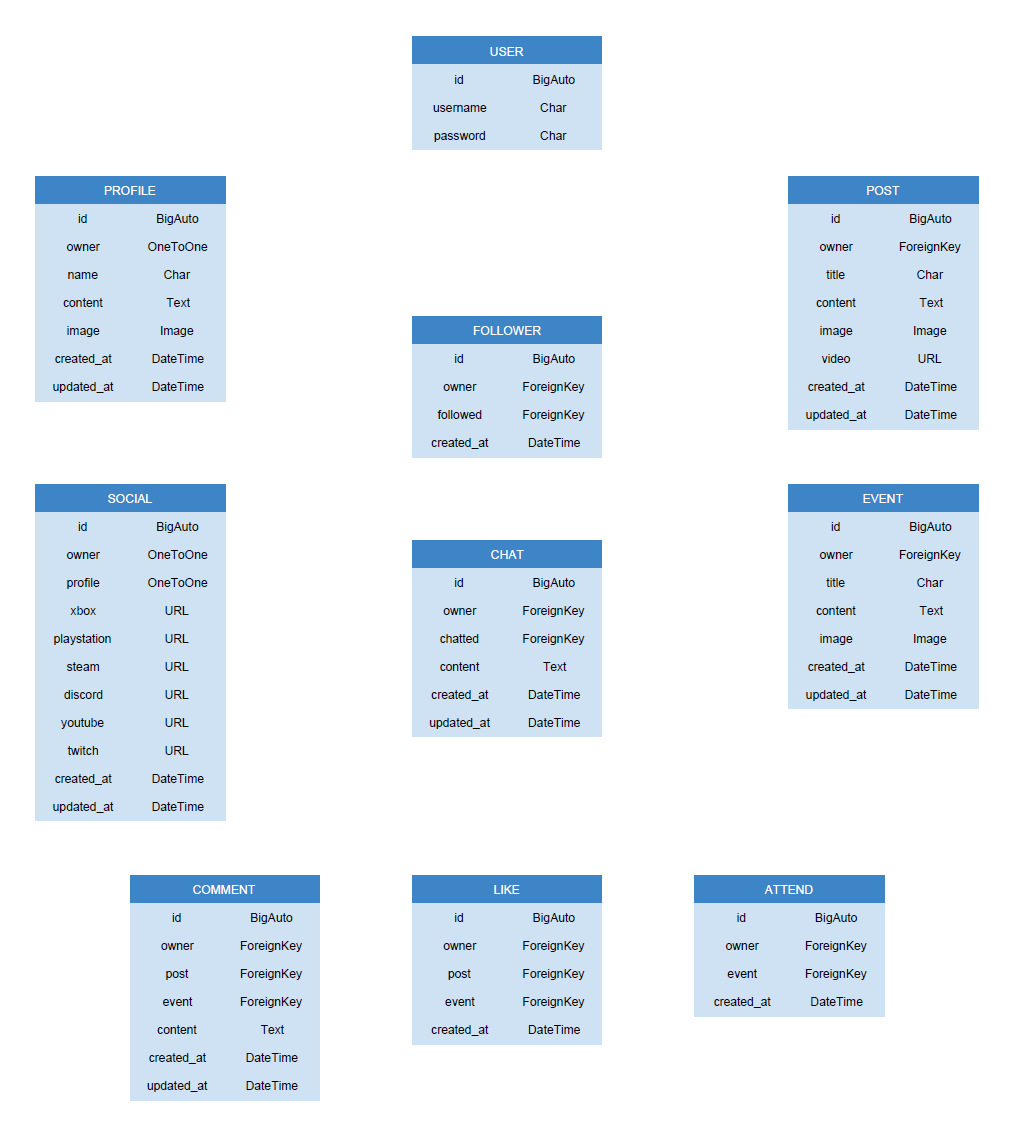 USER
id BigAuto
username Char
password Char
PROFILE
id BigAuto
owner OneToOne
name Char
content Text
image Image
created_at DateTime
updated_at DateTime
POST
id BigAuto
owner ForeignKey
title Char
content Text
image Image
video URL
created_at DateTime
updated_at DateTime
FOLLOWER
id BigAuto
owner ForeignKey
followed ForeignKey
created_at DateTime
SOCIAL
id BigAuto
owner OneToOne
profile OneToOne
xbox URL
playstation URL
steam URL
discord URL
youtube URL
twitch URL
created_at DateTime
updated_at DateTime
CHAT
id BigAuto
owner ForeignKey
chatted ForeignKey
content Text
created_at DateTime
updated_at DateTime
EVENT
id BigAuto
owner ForeignKey
title Char
content Text
image Image
created_at DateTime
updated_at DateTime
COMMENT
id BigAuto
owner ForeignKey
post ForeignKey
event ForeignKey
content Text
created_at DateTime
updated_at DateTime
LIKE
id BigAuto
owner ForeignKey
post ForeignKey
event ForeignKey
created_at DateTime
ATTEND
id BigAuto
owner ForeignKey
event ForeignKey
created_at DateTime